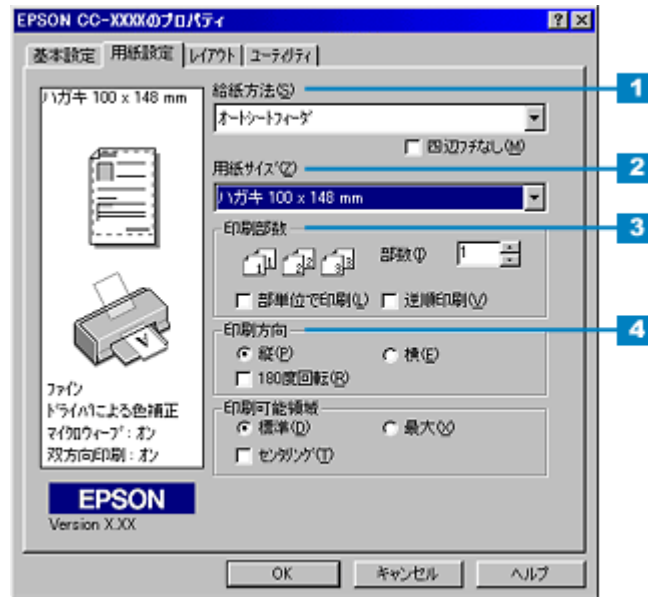 EPSON CC-XXXXのプロパティ
基本設定 用紙設定 レイアウト ユーティリティ
ハガキ 100 x 148 mm
給紙方法(S)
1
オートシートフィーダ
四辺フチなし(M)
用紙サイズ(Z)
2
ハガキ 100 x 148 mm
印刷部数
3
部数(I) 1
部単位で印刷(L) 逆順印刷(V)
印刷方向
4
縦(P) 横(E)
180度回転(R)
印刷可能領域
標準(D) 最大(X)
センタリング(T)
ファイン
ドライバによる色補正
マイクロウィーブ : オン
双方向印刷 : オン
EPSON
Version X.XX
OK キャンセル ヘルプ